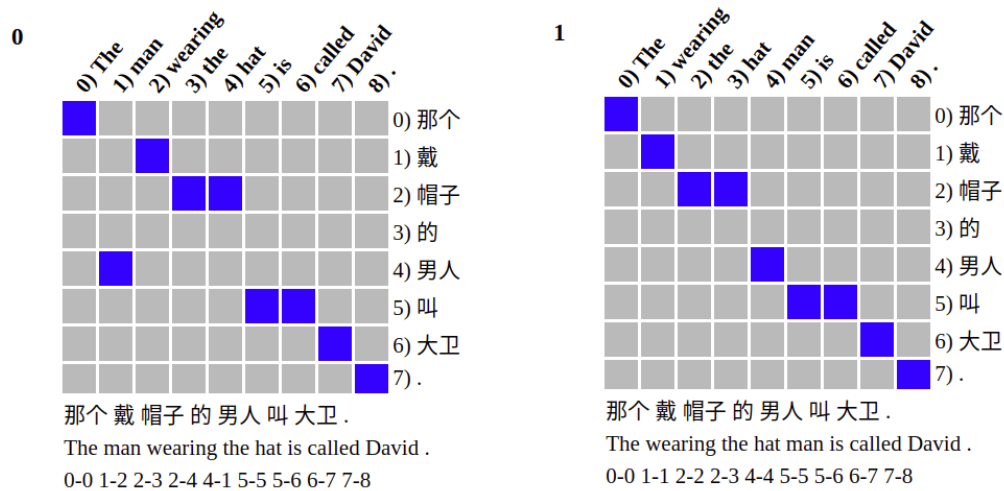 0
0) The
1) man
2) wearing
3) the
4) hat
5) is
6) called
7) David
8) .
0) 那个
1) 戴
2) 帽子
3) 的
4) 男人
5) 叫
6) 大卫
7) .
那个 戴 帽子 的 男人 叫 大卫 .
The man wearing the hat is called David .
0-0 1-2 2-3 2-4 4-1 5-5 5-6 6-7 7-8
1
0) The
1) wearing
2) the
3) hat
4) man
5) is
6) called
7) David
8) .
0) 那个
1) 戴
2) 帽子
3) 的
4) 男人
5) 叫
6) 大卫
7) .
那个 戴 帽子 的 男人 叫 大卫 .
The wearing the hat man is called David .
0-0 1-1 2-2 2-3 4-4 5-5 5-6 6-7 7-8